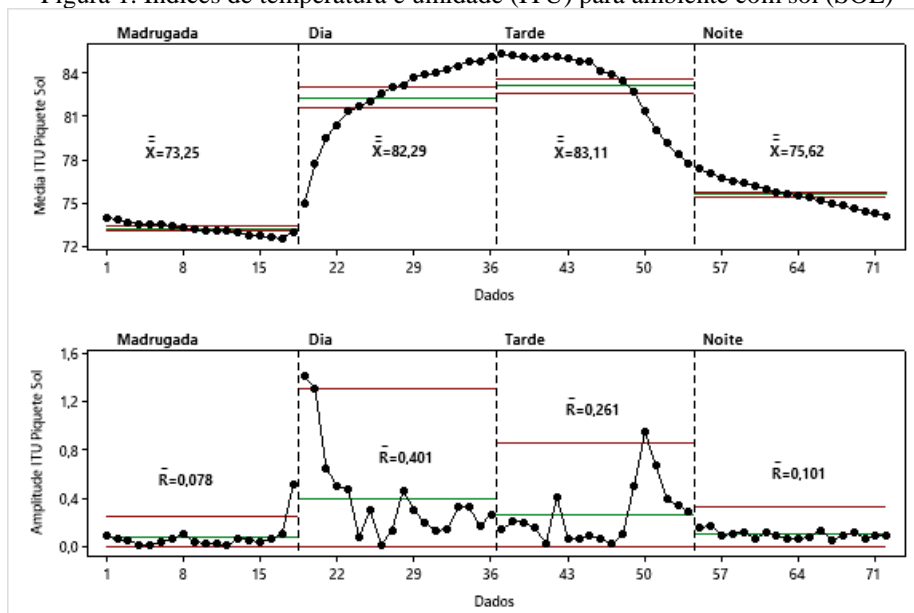 Figura 1: Índices de temperatura e umidade (ITU) para ambiente com sol (SOL)
Madrugada Dia Tarde Noite
Média ITU Piquete Sol
84
81
78
75
72
X=73,25
X=82,29
X=83,11
X=75,62
1 8 15 22 29 36 43 50 57 64 71
Dados
Madrugada Dia Tarde Noite
Amplitude ITU Piquete Sol
1,6
1,2
0,8
0,4
0,0
R=0,078
R=0,401
R=0,261
R=0,101
1 8 15 22 29 36 43 50 57 64 71
Dados